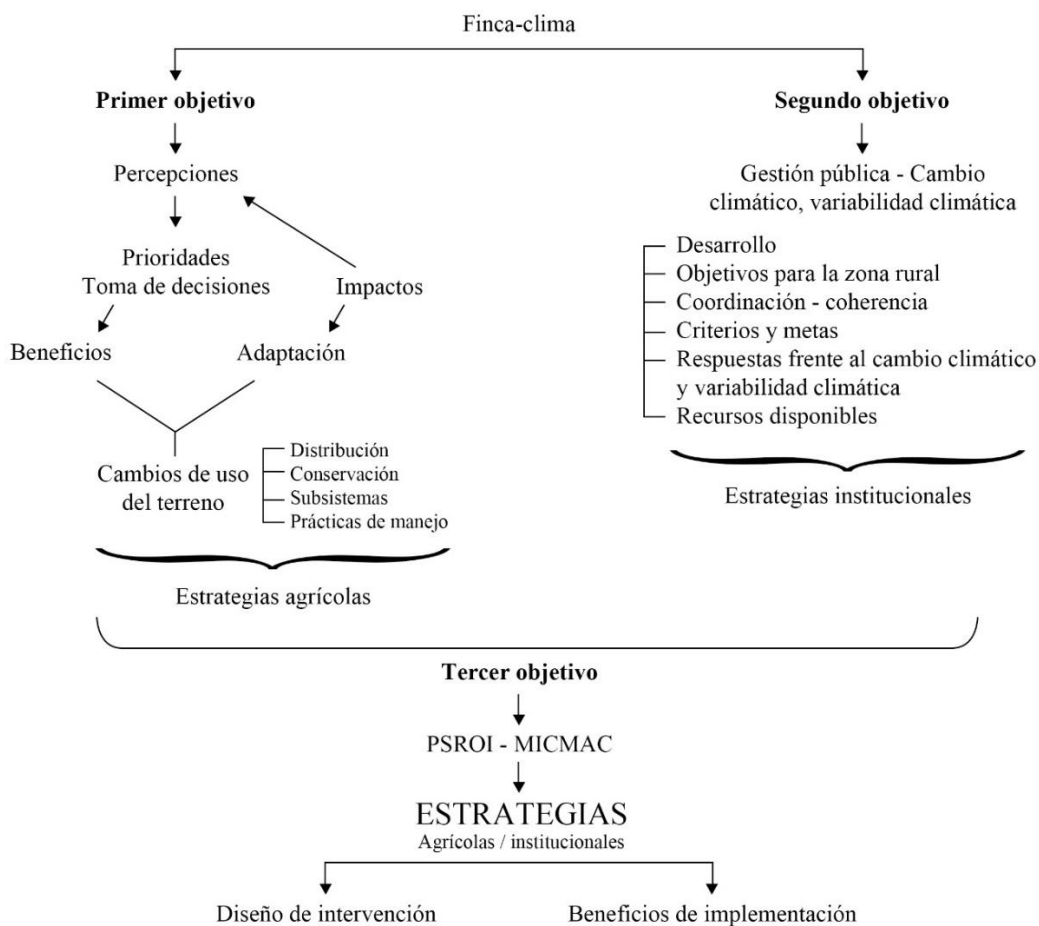 Finca-clima
Primer objetivo
Percepciones
Prioridades
Toma de decisiones
Impactos
Beneficios
Adaptación
Cambios de uso
del terreno
Distribución
Conservación
Subsistemas
Prácticas de manejo
Estrategias agrícolas
Segundo objetivo
Gestión pública - Cambio
climático, variabilidad climática
Desarrollo
Objetivos para la zona rural
Coordinación - coherencia
Criterios y metas
Respuestas frente al cambio climático
y variabilidad climática
Recursos disponibles
Estrategias institucionales
Tercer objetivo
PSROI - MICMAC
ESTRATEGIAS
Agrícolas / institucionales
Diseño de intervención
Beneficios de implementación